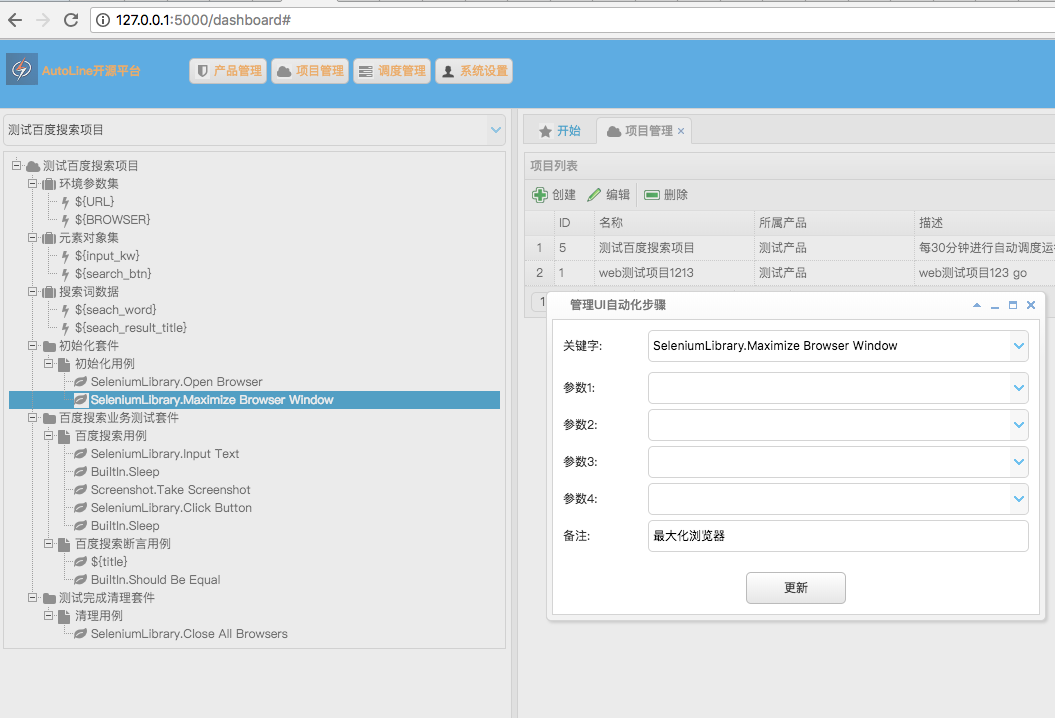 127.0.0.1:5000/dashboard#
AutoLine开源平台
产品管理
项目管理
调度管理
系统设置
测试百度搜索项目
测试百度搜索项目
环境参数集
${URL}
${BROWSER}
元素对象集
${input_kw}
${search_btn}
搜索词数据
${seach_word}
${seach_result_title}
初始化套件
初始化用例
SeleniumLibrary.Open Browser
SeleniumLibrary.Maximize Browser Window
百度搜索业务测试套件
百度搜索用例
SeleniumLibrary.Input Text
BuiltIn.Sleep
Screenshot.Take Screenshot
SeleniumLibrary.Click Button
BuiltIn.Sleep
百度搜索断言用例
${title}
BuiltIn.Should Be Equal
测试完成清理套件
清理用例
SeleniumLibrary.Close All Browsers
开始
项目管理
项目列表
创建 编辑 删除
ID 名称 所属产品 描述
1 5 测试百度搜索项目 测试产品 每30分钟进行自动调度运
2 1 web测试项目1213 测试产品 web测试项目123 go
1
管理UI自动化步骤
关键字: SeleniumLibrary.Maximize Browser Window
参数1:
参数2:
参数3:
参数4:
备注: 最大化浏览器
更新